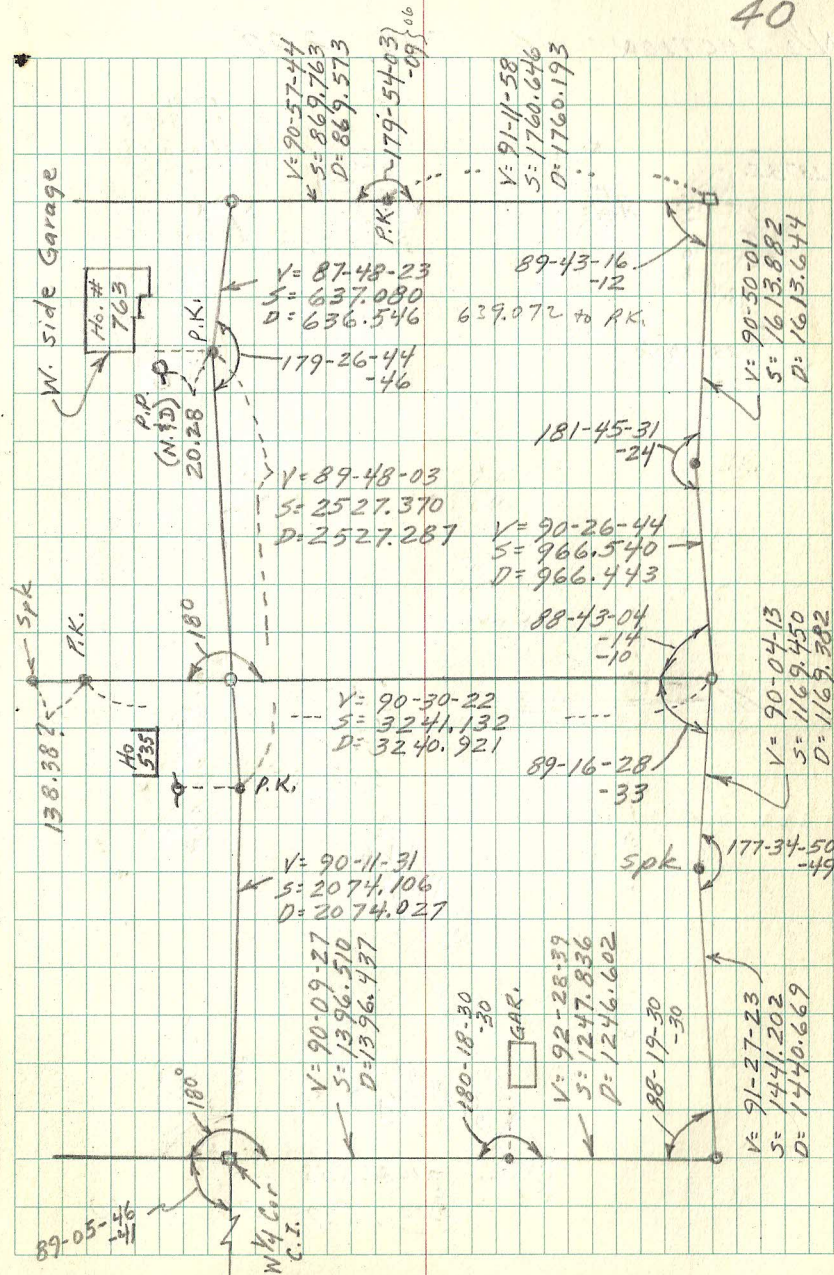 40
V= 90-57-44
S= 869.763
D= 869.573
P.K. 179-54-03
-09 } 06
V= 91-11-58
S= 1760.646
D= 1760.193
W. side Garage
Ho.#
763
P.P.
(N.&D)
20.28
P.K.
V= 87-48-23
S= 637.080
D= 636.546
639.072 to P.K.
179-26-44
-46
89-43-16
-12
V= 90-50-01
S= 1613.882
D= 1613.644
181-45-31
-24
V= 89-48-03
S= 2527.370
D= 2527.287
V= 90-26-44
S= 966.540
D= 966.443
Spk
P.K.
138.38?
180
88-43-04
-14
-10
V= 90-30-22
S= 3241.132
D= 3240.921
Ho
535
P.K.
89-16-28
-33
V= 90-04-13
S= 1169.450
D= 1169.382
V= 90-11-31
S= 2074.106
D= 2074.027
spk
177-34-50
-49
V= 90-09-27
S= 1396.510
D= 1396.437
180-18-30
-30
GAR.
V= 92-28-39
S= 1247.836
D= 1246.602
188-19-30
-30
V= 91-27-23
S= 1441.202
D= 1440.669
180°
89-05-46
W1/4 Cor
C.I.